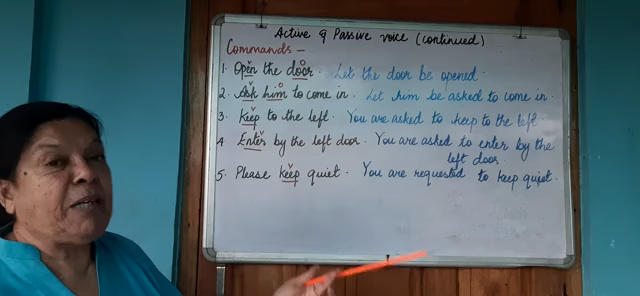 Active & Passive voice (continued)
Commands –
1. Open the door. Let the door be opened.
2. Ask him to come in. Let him be asked to come in.
3. Keep to the left. You are asked to keep to the left.
4 Enter by the left door. You are asked to enter by the
left door.
5. Please keep quiet. You are requested to keep quiet.